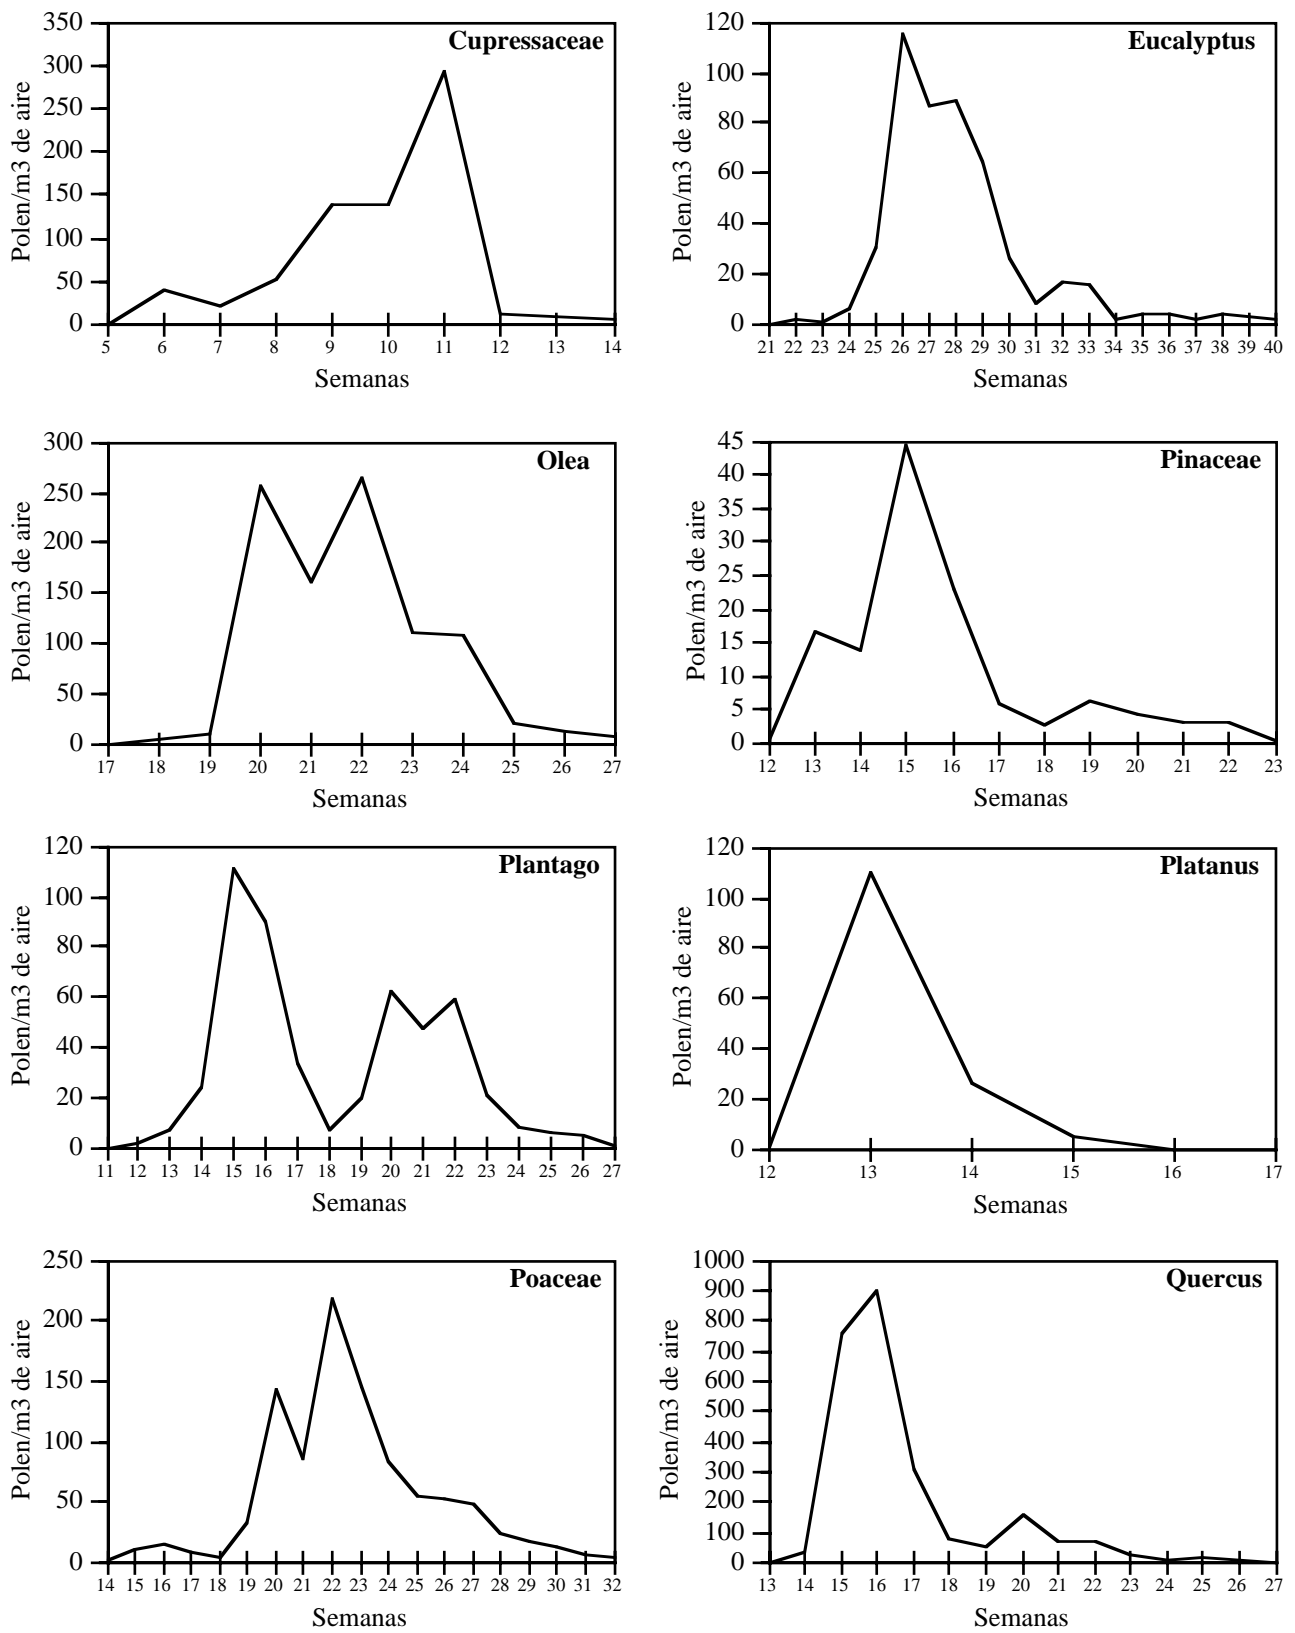 Cupressaceae
Polen/m3 de aire
350
300
250
200
150
100
50
0
5 6 7 8 9 10 11 12 13 14
Semanas
Eucalyptus
Polen/m3 de aire
120
100
80
60
40
20
0
21 22 23 24 25 26 27 28 29 30 31 32 33 34 35 36 37 38 39 40
Semanas
Olea
Polen/m3 de aire
300
250
200
150
100
50
0
17 18 19 20 21 22 23 24 25 26 27
Semanas
Pinaceae
Polen/m3 de aire
45
40
35
30
25
20
15
10
5
0
12 13 14 15 16 17 18 19 20 21 22 23
Semanas
Plantago
Polen/m3 de aire
120
100
80
60
40
20
0
11 12 13 14 15 16 17 18 19 20 21 22 23 24 25 26 27
Semanas
Platanus
Polen/m3 de aire
120
100
80
60
40
20
0
12 13 14 15 16 17
Semanas
Poaceae
Polen/m3 de aire
250
200
150
100
50
0
14 15 16 17 18 19 20 21 22 23 24 25 26 27 28 29 30 31 32
Semanas
Quercus
Polen/m3 de aire
1000
900
800
700
600
500
400
300
200
100
0
13 14 15 16 17 18 19 20 21 22 23 24 25 26 27
Semanas